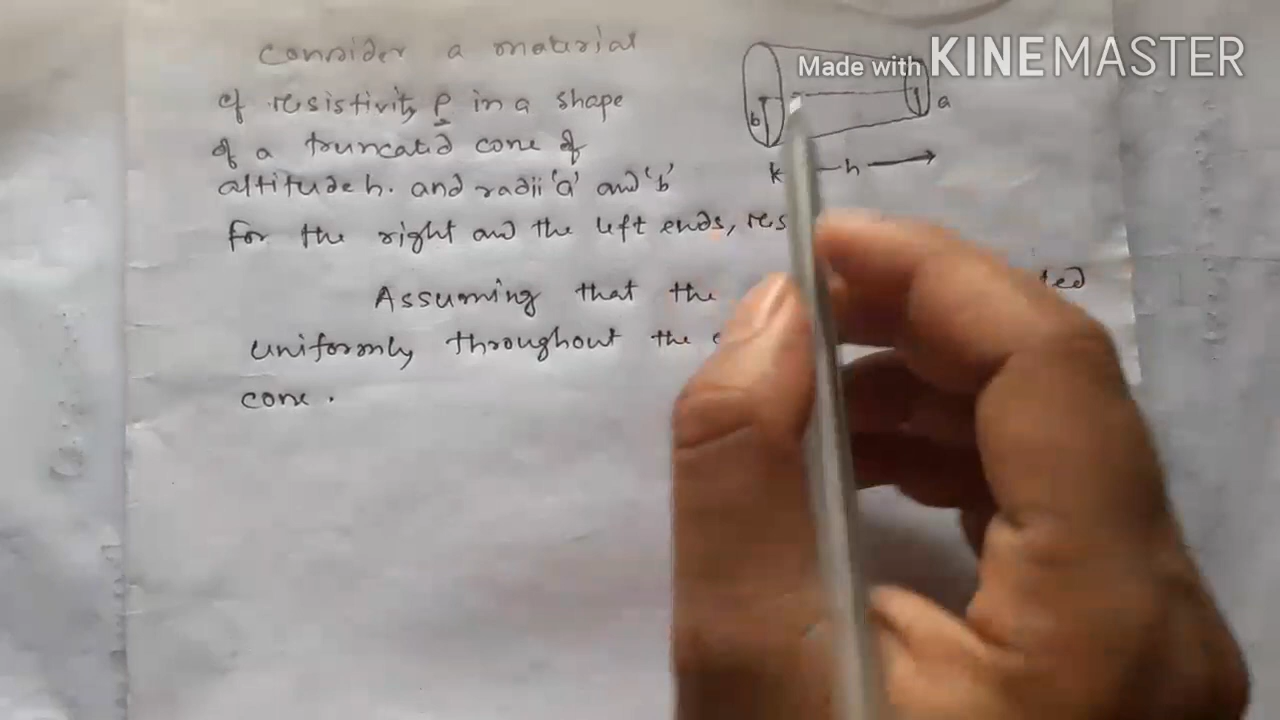 Made with KINEMASTER
Consider a material
of resistivity ρ in a shape
of a truncated cone of
altitude h. and radii 'a' and 'b'
for the right and the left ends,
Assuming that the
uniformly throughout the
cone.
b
a
h